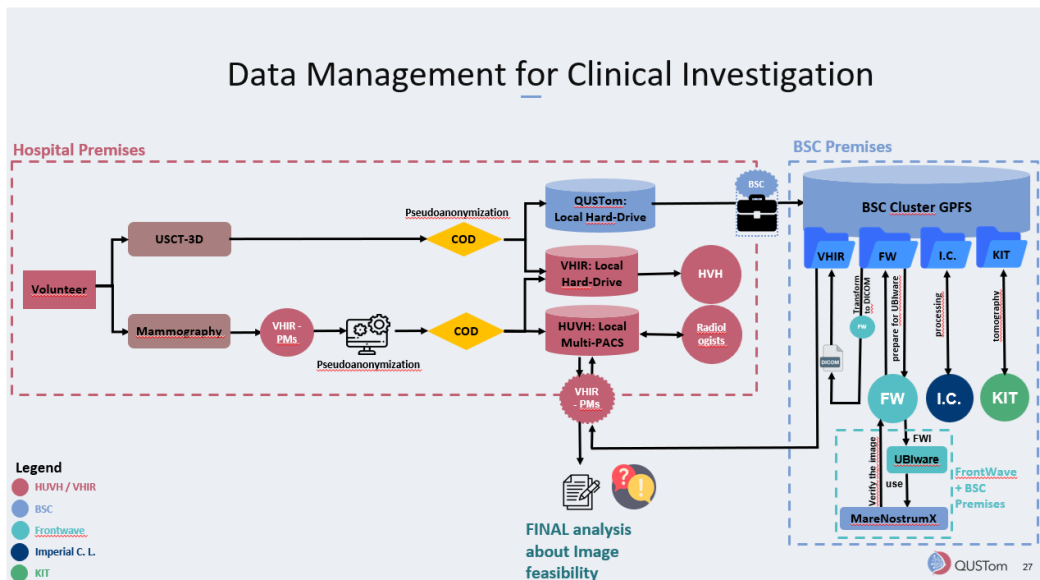 Data Management for Clinical Investigation
Hospital Premises
BSC Premises
Volunteer
USCT-3D
Mammography
VHIR -
PMs
Pseudoanonymization
COD
Pseudoanonymization
COD
QUSTom:
Local Hard-Drive
VHIR: Local
Hard-Drive
HUVH: Local
Multi-PACS
HVH
Radiol
ogists
VHIR
- PMs
BSC
BSC Cluster GPFS
VHIR
FW
I.C.
KIT
Transform
to DICOM
prepare for UBIware
processing
tomography
FW
DICOM
FW
I.C.
KIT
Verify the image
FWI
UBIware
use
MareNostrumX
FrontWave
+ BSC
Premises
FINAL analysis
about Image
feasibility
Legend
HUVH / VHIR
BSC
Frontwave
Imperial C. L.
KIT
QUSTom
27